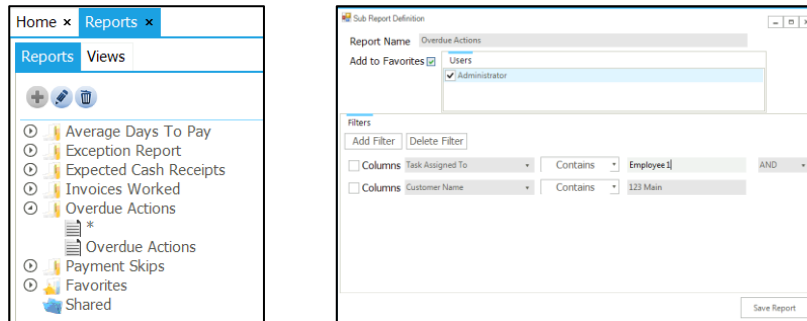 Home × Reports ×
Reports Views
Average Days To Pay
Exception Report
Expected Cash Receipts
Invoices Worked
Overdue Actions
*
Overdue Actions
Payment Skips
Favorites
Shared
Sub Report Definition
Report Name Overdue Actions
Add to Favorites Users
Administrator
Filters
Add Filter Delete Filter
Columns Task Assigned To Contains Employee1 AND
Columns Customer Name Contains 123 Main
Save Report